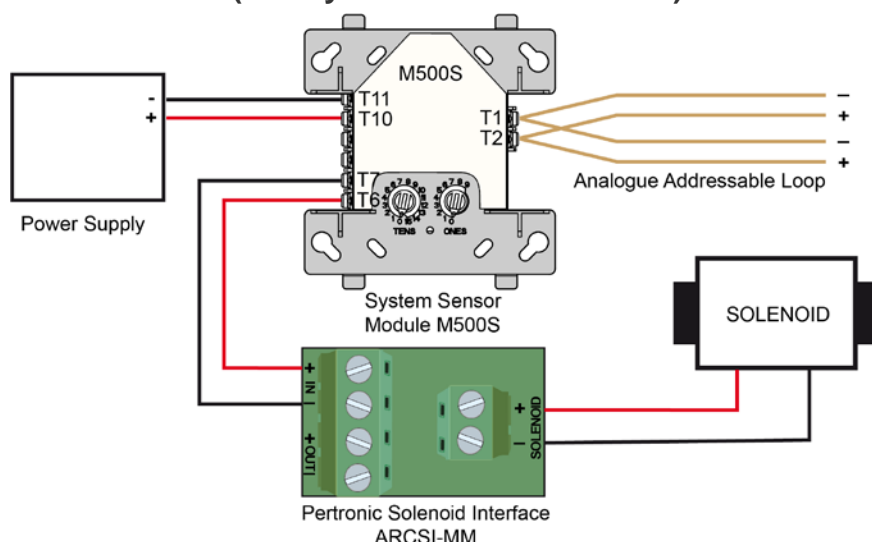 -
+
Power Supply
M500S
T11
T10
T7
T6
T1
T2
TENS
ONES
–
+
–
+
Analogue Addressable Loop
System Sensor
Module M500S
SOLENOID
+ IN –
+ OUT –
+
–
SOLENOID
Pertronic Solenoid Interface
ARCSI-MM